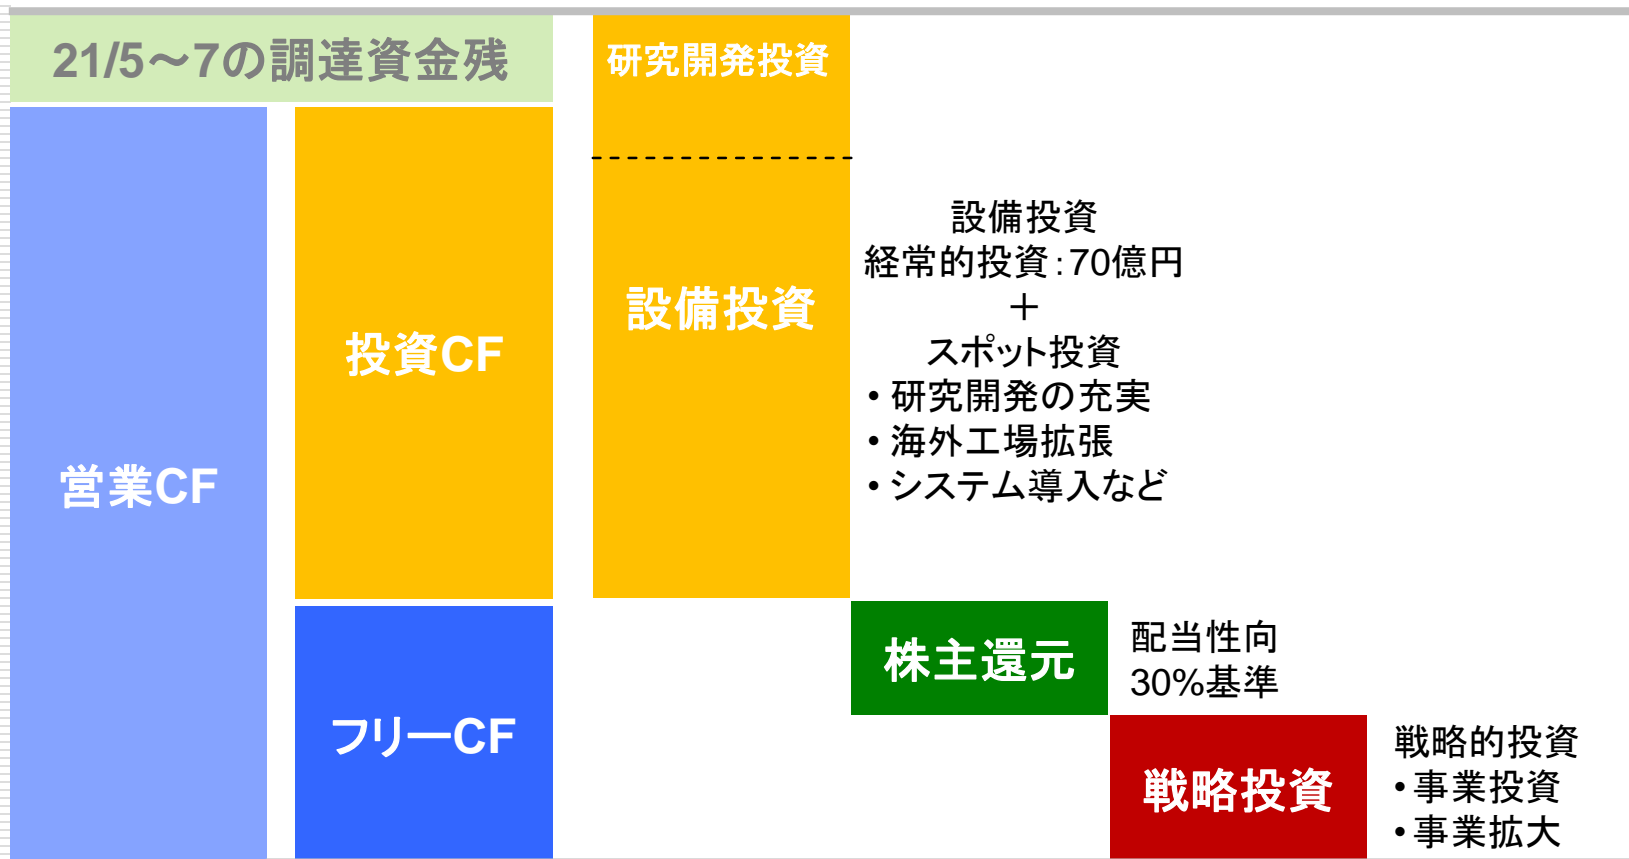 21/5～7の調達資金残
研究開発投資
営業CF
投資CF
フリーCF
設備投資
設備投資
経常的投資：70億円
＋
スポット投資
・研究開発の充実
・海外工場拡張
・システム導入など
株主還元
配当性向
30%基準
戦略投資
戦略的投資
・事業投資
・事業拡大